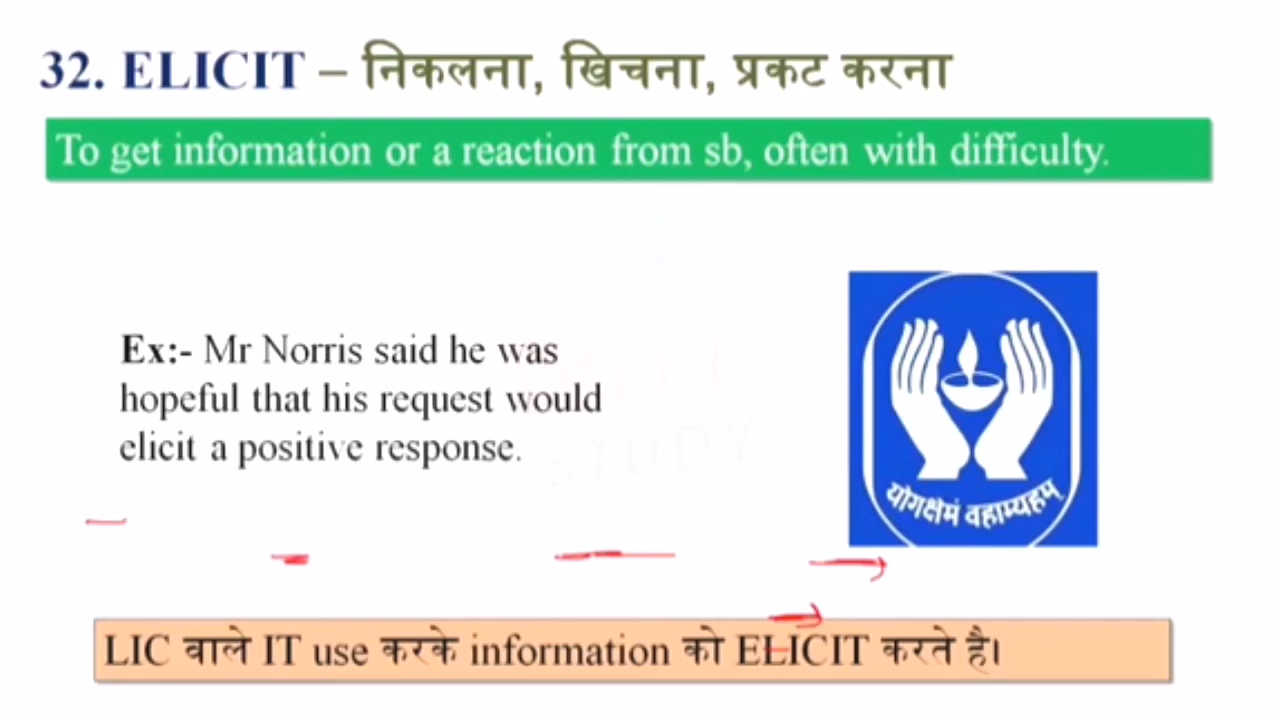 32. ELICIT – निकलना, खिचना, प्रकट करना
To get information or a reaction from sb, often with difficulty.
Ex:- Mr Norris said he was
hopeful that his request would
elicit a positive response.
STUDY
योगक्षेमं वहाम्यहम्
LIC वाले IT use करके information को ELICIT करते है।